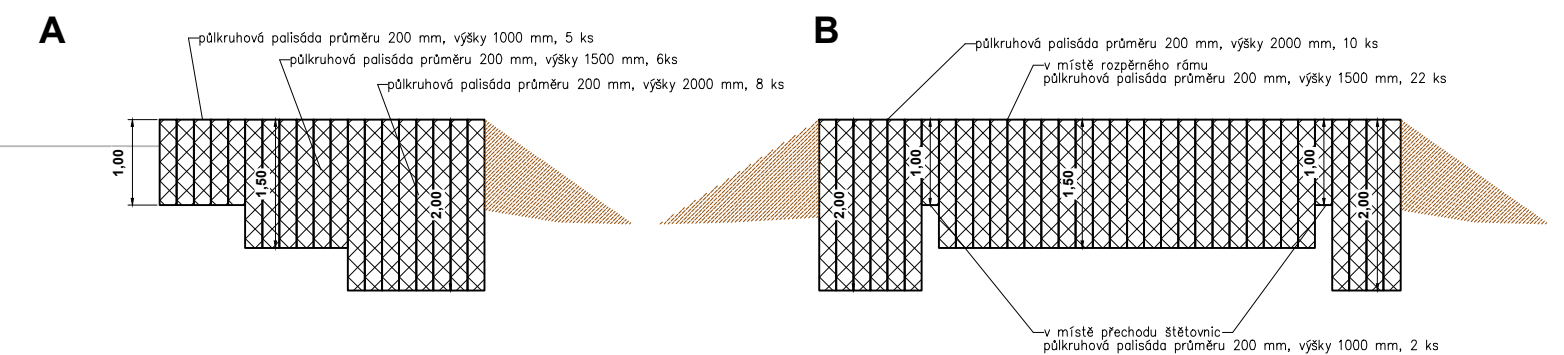 A
půlkruhová palisáda průměru 200 mm, výšky 1000 mm, 5 ks
půlkruhová palisáda průměru 200 mm, výšky 1500 mm, 6ks
půlkruhová palisáda průměru 200 mm, výšky 2000 mm, 8 ks
1,00
1,50
2,00
B
půlkruhová palisáda průměru 200 mm, výšky 2000 mm, 10 ks
v místě rozpěrného rámu
půlkruhová palisáda průměru 200 mm, výšky 1500 mm, 22 ks
2,00
1,00
1,50
1,00
2,00
v místě přechodu štětovnic
půlkruhová palisáda průměru 200 mm, výšky 1000 mm, 2 ks